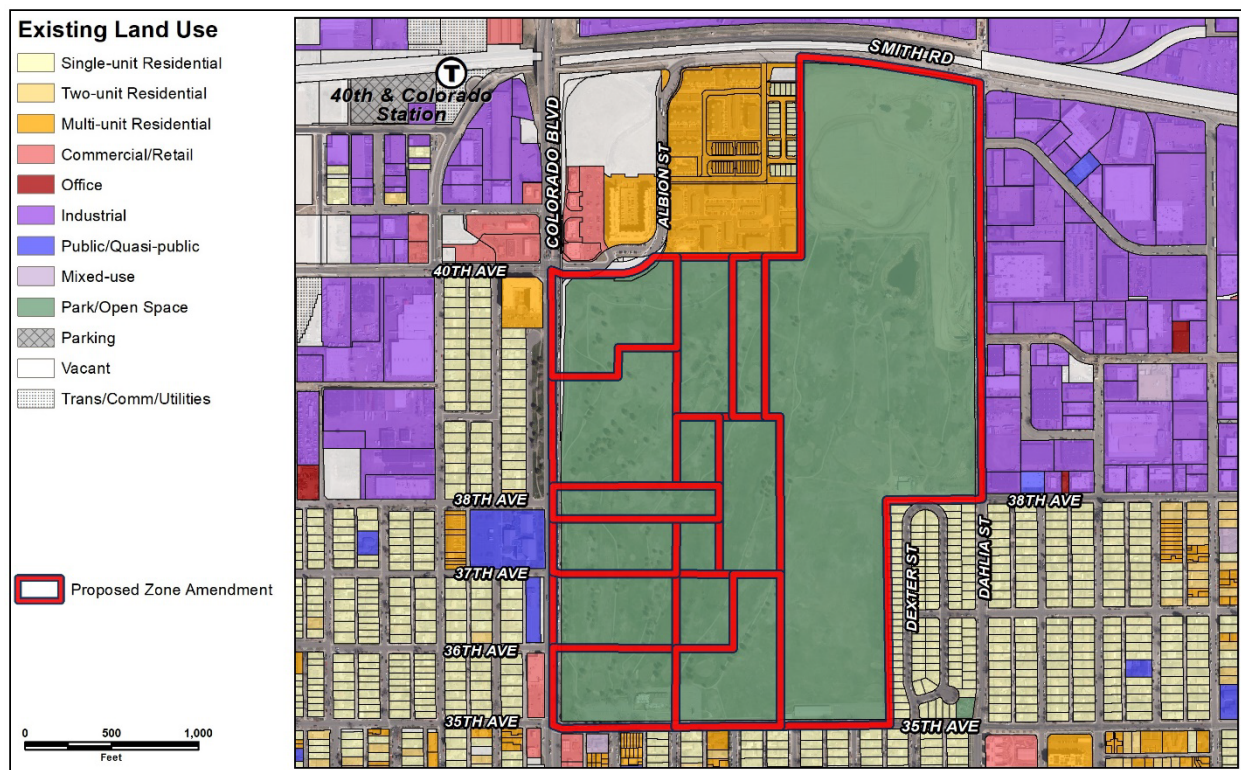 Existing Land Use
Single-unit Residential
Two-unit Residential
Multi-unit Residential
Commercial/Retail
Office
Industrial
Public/Quasi-public
Mixed-use
Park/Open Space
Parking
Vacant
Trans/Comm/Utilities
Proposed Zone Amendment
0 500 1,000
Feet
T
40th & Colorado
Station
SMITH RD
COLORADO BLVD
ALBION ST
40TH AVE
38TH AVE
38TH AVE
37TH AVE
DEXTER ST
DAHLIA ST
36TH AVE
35TH AVE
35TH AVE